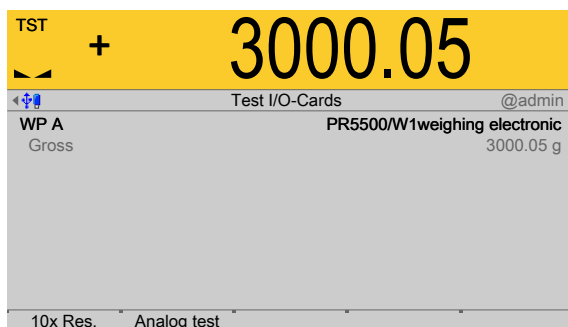 TST
+ 3000.05
Test I/O-Cards @admin
WP A PR5500/W1weighing electronic
Gross 3000.05 g
10x Res. Analog test